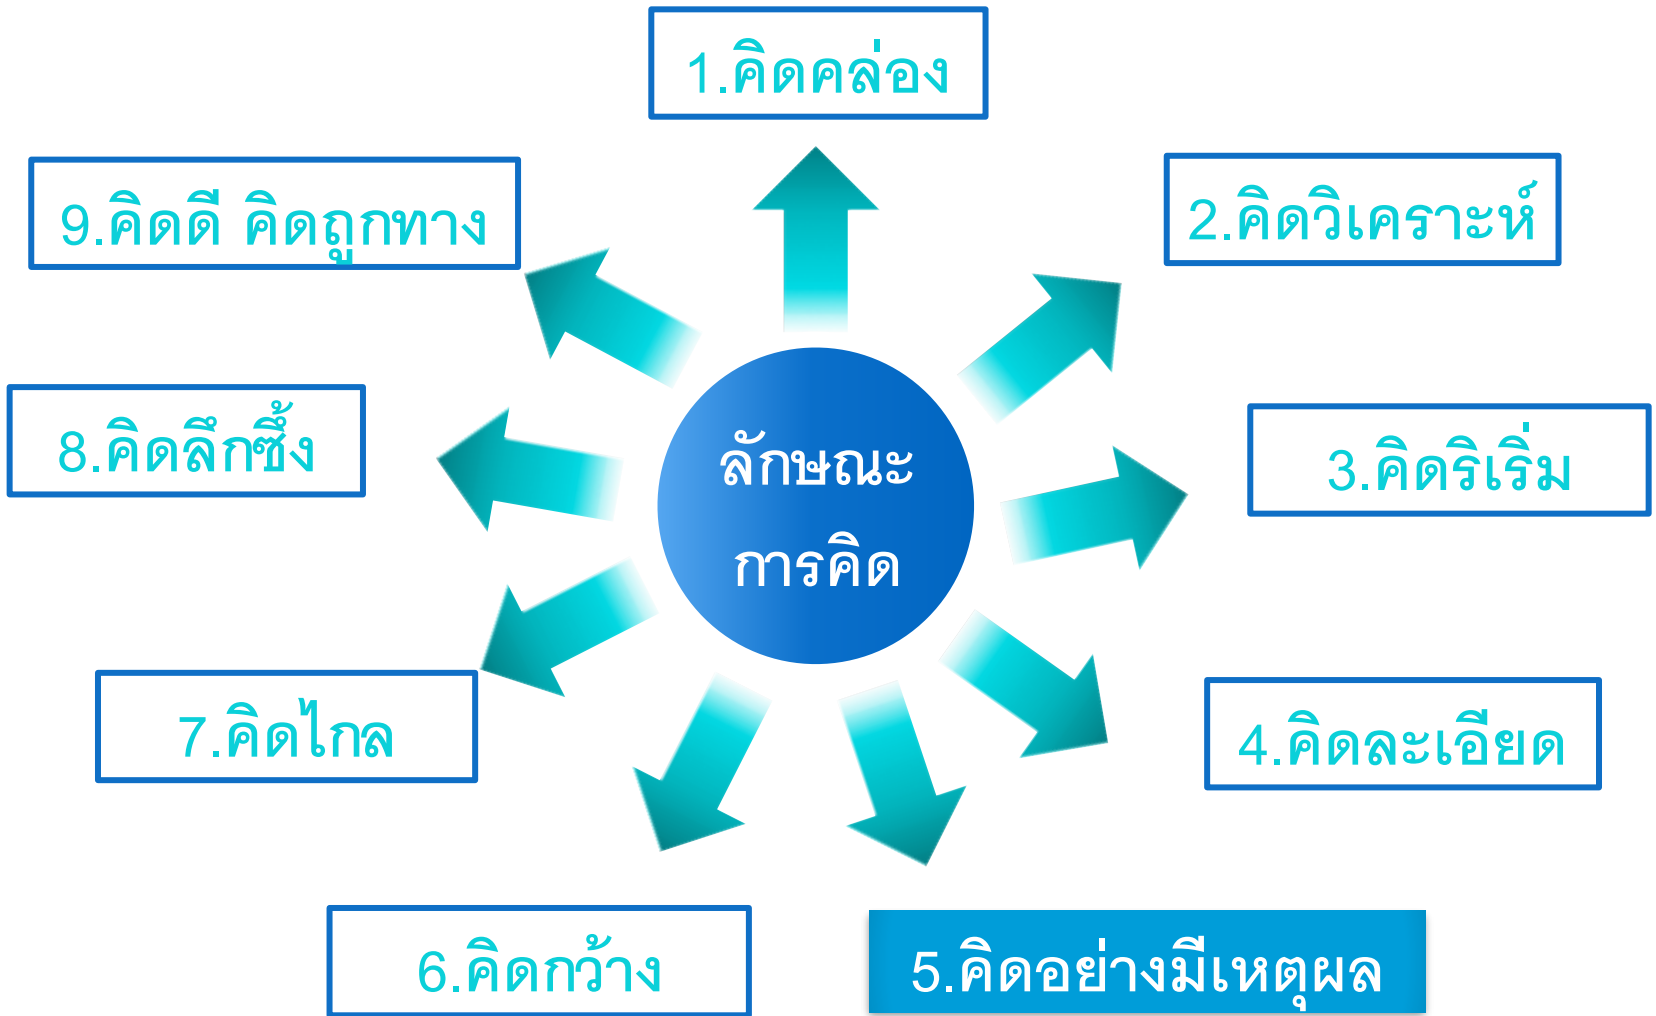 1.คิดคล่อง
2.คิดวิเคราะห์
3.คิดริเริ่ม
4.คิดละเอียด
5.คิดอย่างมีเหตุผล
6.คิดกว้าง
7.คิดไกล
8.คิดลึกซึ้ง
9.คิดดี คิดถูกทาง
ลักษณะ
การคิด